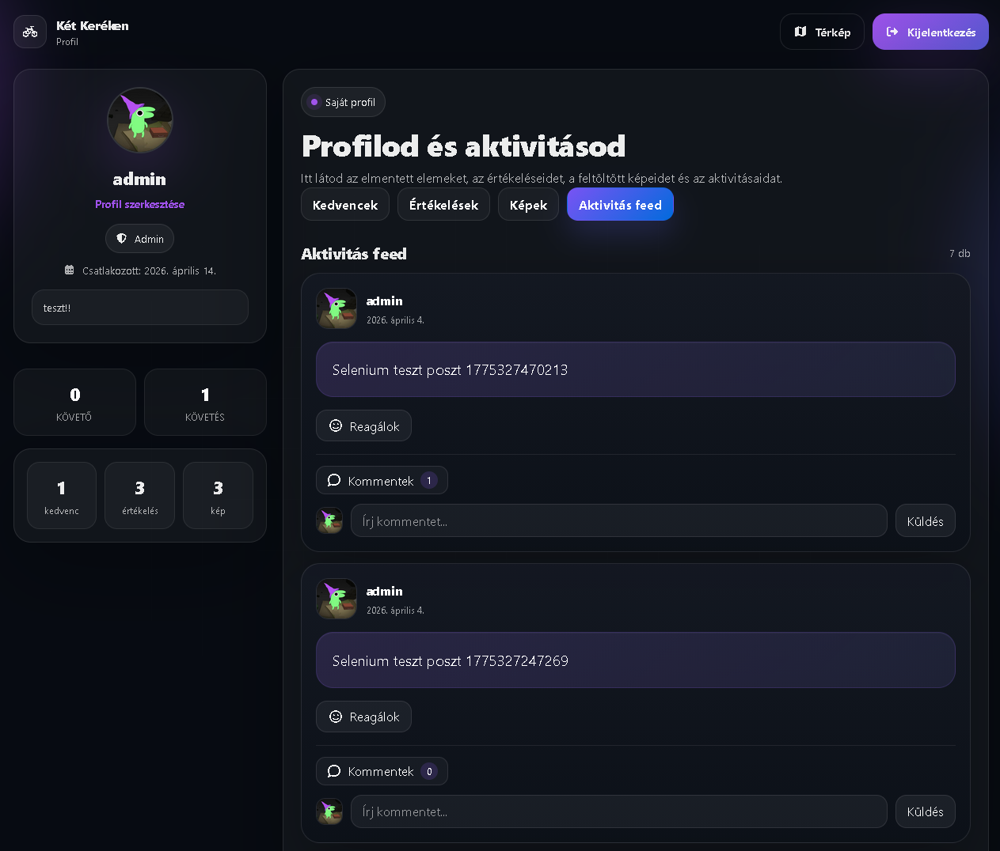 Két Keréken
Profil
Térkép
Kijelentkezés
admin
Profil szerkesztése
Admin
Csatlakozott: 2026. április 14.
teszt!!
0
KÖVETŐ
1
KÖVETÉS
1
kedvenc
3
értékelés
3
kép
Saját profil
Profilod és aktivitásod
Itt látod az elmentett elemeket, az értékeléseidet, a feltöltött képeidet és az aktivitásaidat.
Kedvencek
Értékelések
Képek
Aktivitás feed
Aktivitás feed
7 db
admin
2026. április 4.
Selenium teszt poszt 1775327470213
Reagálok
Kommentek 1
Írj kommentet...
Küldés
admin
2026. április 4.
Selenium teszt poszt 1775327247269
Reagálok
Kommentek 0
Írj kommentet...
Küldés